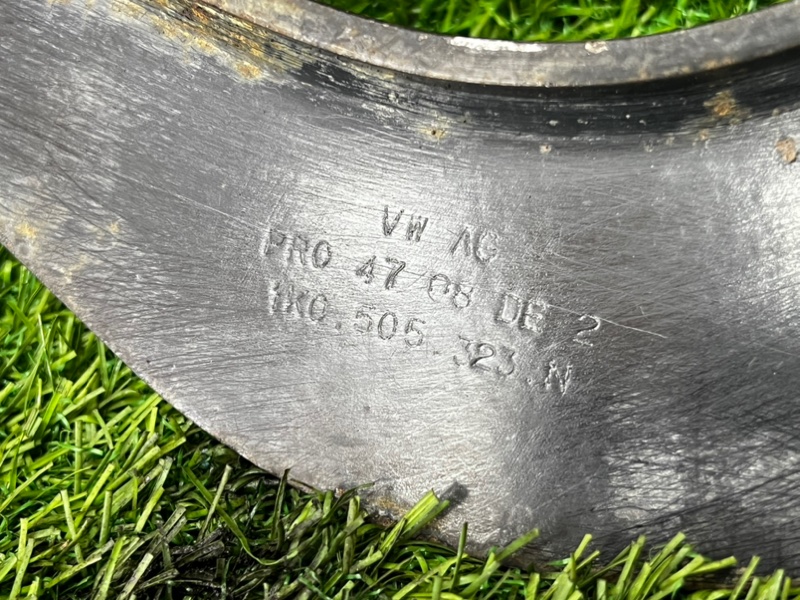 VW AG
PRO 47/08 DE 2
1K0.505.323.N